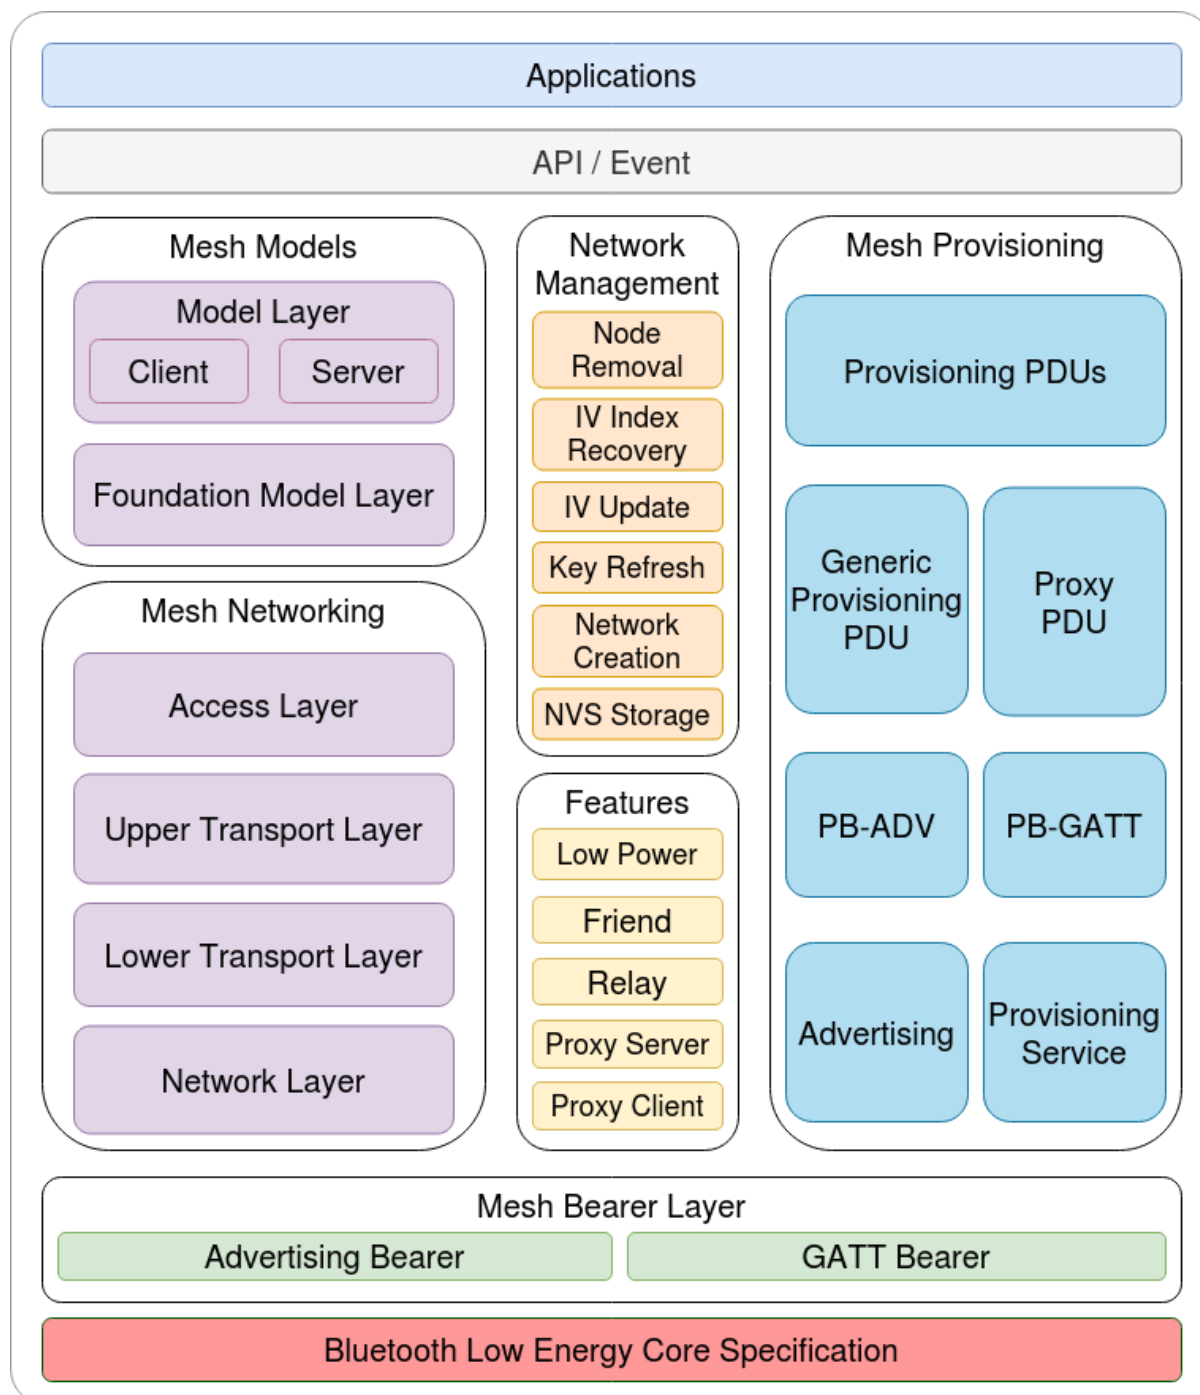 Applications
API / Event
Mesh Models
Model Layer
Client
Server
Foundation Model Layer
Mesh Networking
Access Layer
Upper Transport Layer
Lower Transport Layer
Network Layer
Network
Management
Node
Removal
IV Index
Recovery
IV Update
Key Refresh
Network
Creation
NVS Storage
Features
Low Power
Friend
Relay
Proxy Server
Proxy Client
Mesh Provisioning
Provisioning PDUs
Generic
Provisioning
PDU
Proxy
PDU
PB-ADV
PB-GATT
Advertising
Provisioning
Service
Mesh Bearer Layer
Advertising Bearer
GATT Bearer
Bluetooth Low Energy Core Specification